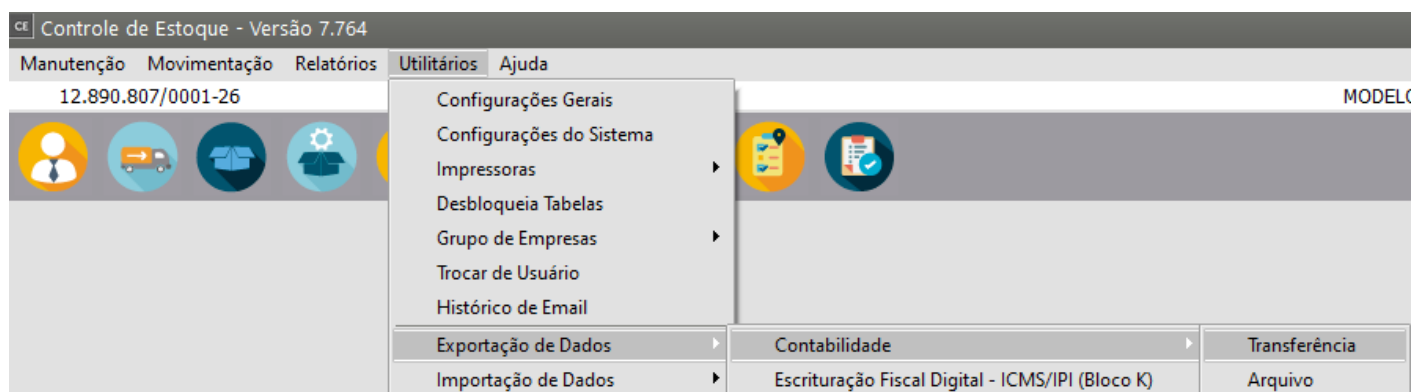 CE Controle de Estoque - Versão 7.764
Manutenção Movimentação Relatórios Utilitários Ajuda
12.890.807/0001-26 MODELO
Configurações Gerais
Configurações do Sistema
Impressoras
Desbloqueia Tabelas
Grupo de Empresas
Trocar de Usuário
Histórico de Email
Exportação de Dados Contabilidade Transferência
Importação de Dados Escrituração Fiscal Digital - ICMS/IPI (Bloco K) Arquivo